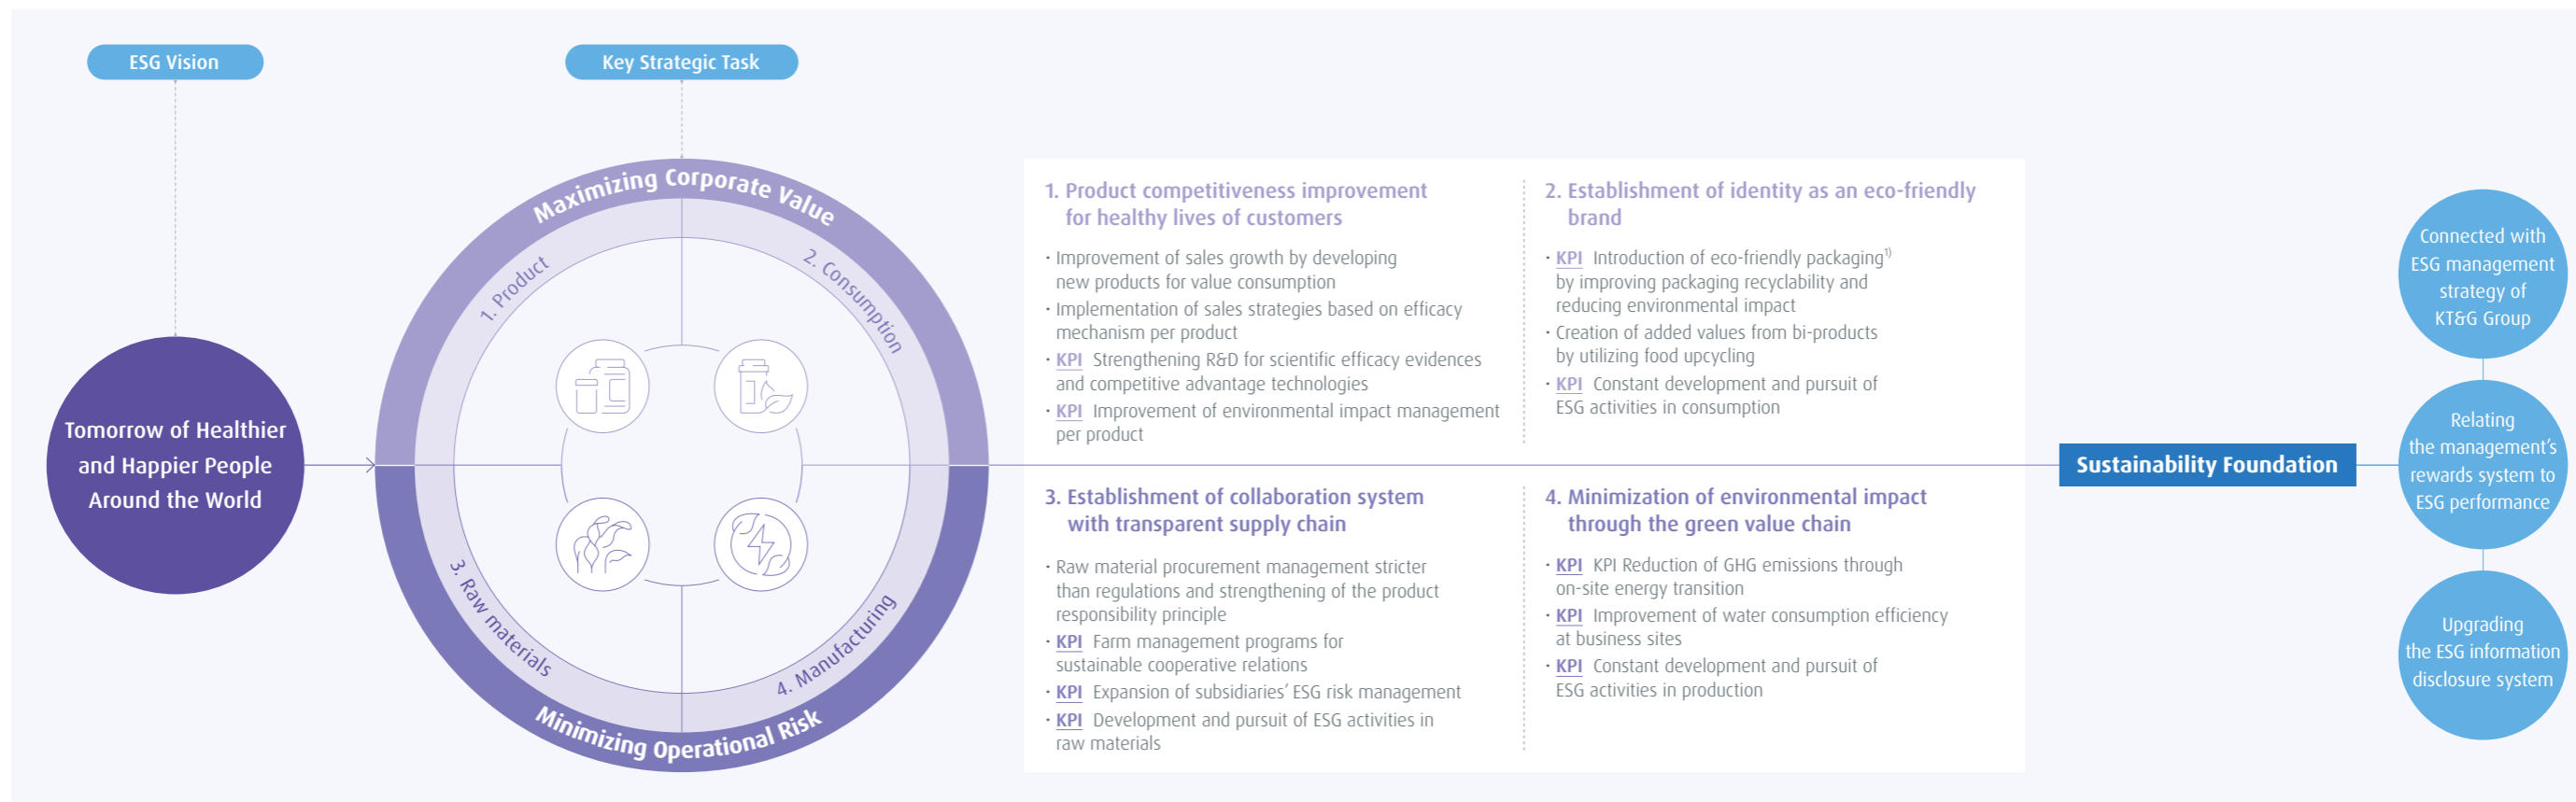 ESG Vision
Key Strategic Task
Tomorrow of Healthier
and Happier People
Around the World
Maximizing Corporate Value
1. Product
2. Consumption
3. Raw materials
4. Manufacturing
Minimizing Operational Risk
1. Product competitiveness improvement
for healthy lives of customers
· Improvement of sales growth by developing
new products for value consumption
· Implementation of sales strategies based on efficacy
mechanism per product
· KPI Strengthening R&D for scientific efficacy evidences
and competitive advantage technologies
· KPI Improvement of environmental impact management
per product
2. Establishment of identity as an eco-friendly
brand
· KPI Introduction of eco-friendly packaging1)
by improving packaging recyclability and
reducing environmental impact
· Creation of added values from bi-products
by utilizing food upcycling
· KPI Constant development and pursuit of
ESG activities in consumption
3. Establishment of collaboration system
with transparent supply chain
· Raw material procurement management stricter
than regulations and strengthening of the product
responsibility principle
· KPI Farm management programs for
sustainable cooperative relations
· KPI Expansion of subsidiaries' ESG risk management
· KPI Development and pursuit of ESG activities in
raw materials
4. Minimization of environmental impact
through the green value chain
· KPI KPI Reduction of GHG emissions through
on-site energy transition
· KPI Improvement of water consumption efficiency
at business sites
· KPI Constant development and pursuit of
ESG activities in production
Sustainability Foundation
Connected with
ESG management
strategy of
KT&G Group
Relating
the management's
rewards system to
ESG performance
Upgrading
the ESG information
disclosure system